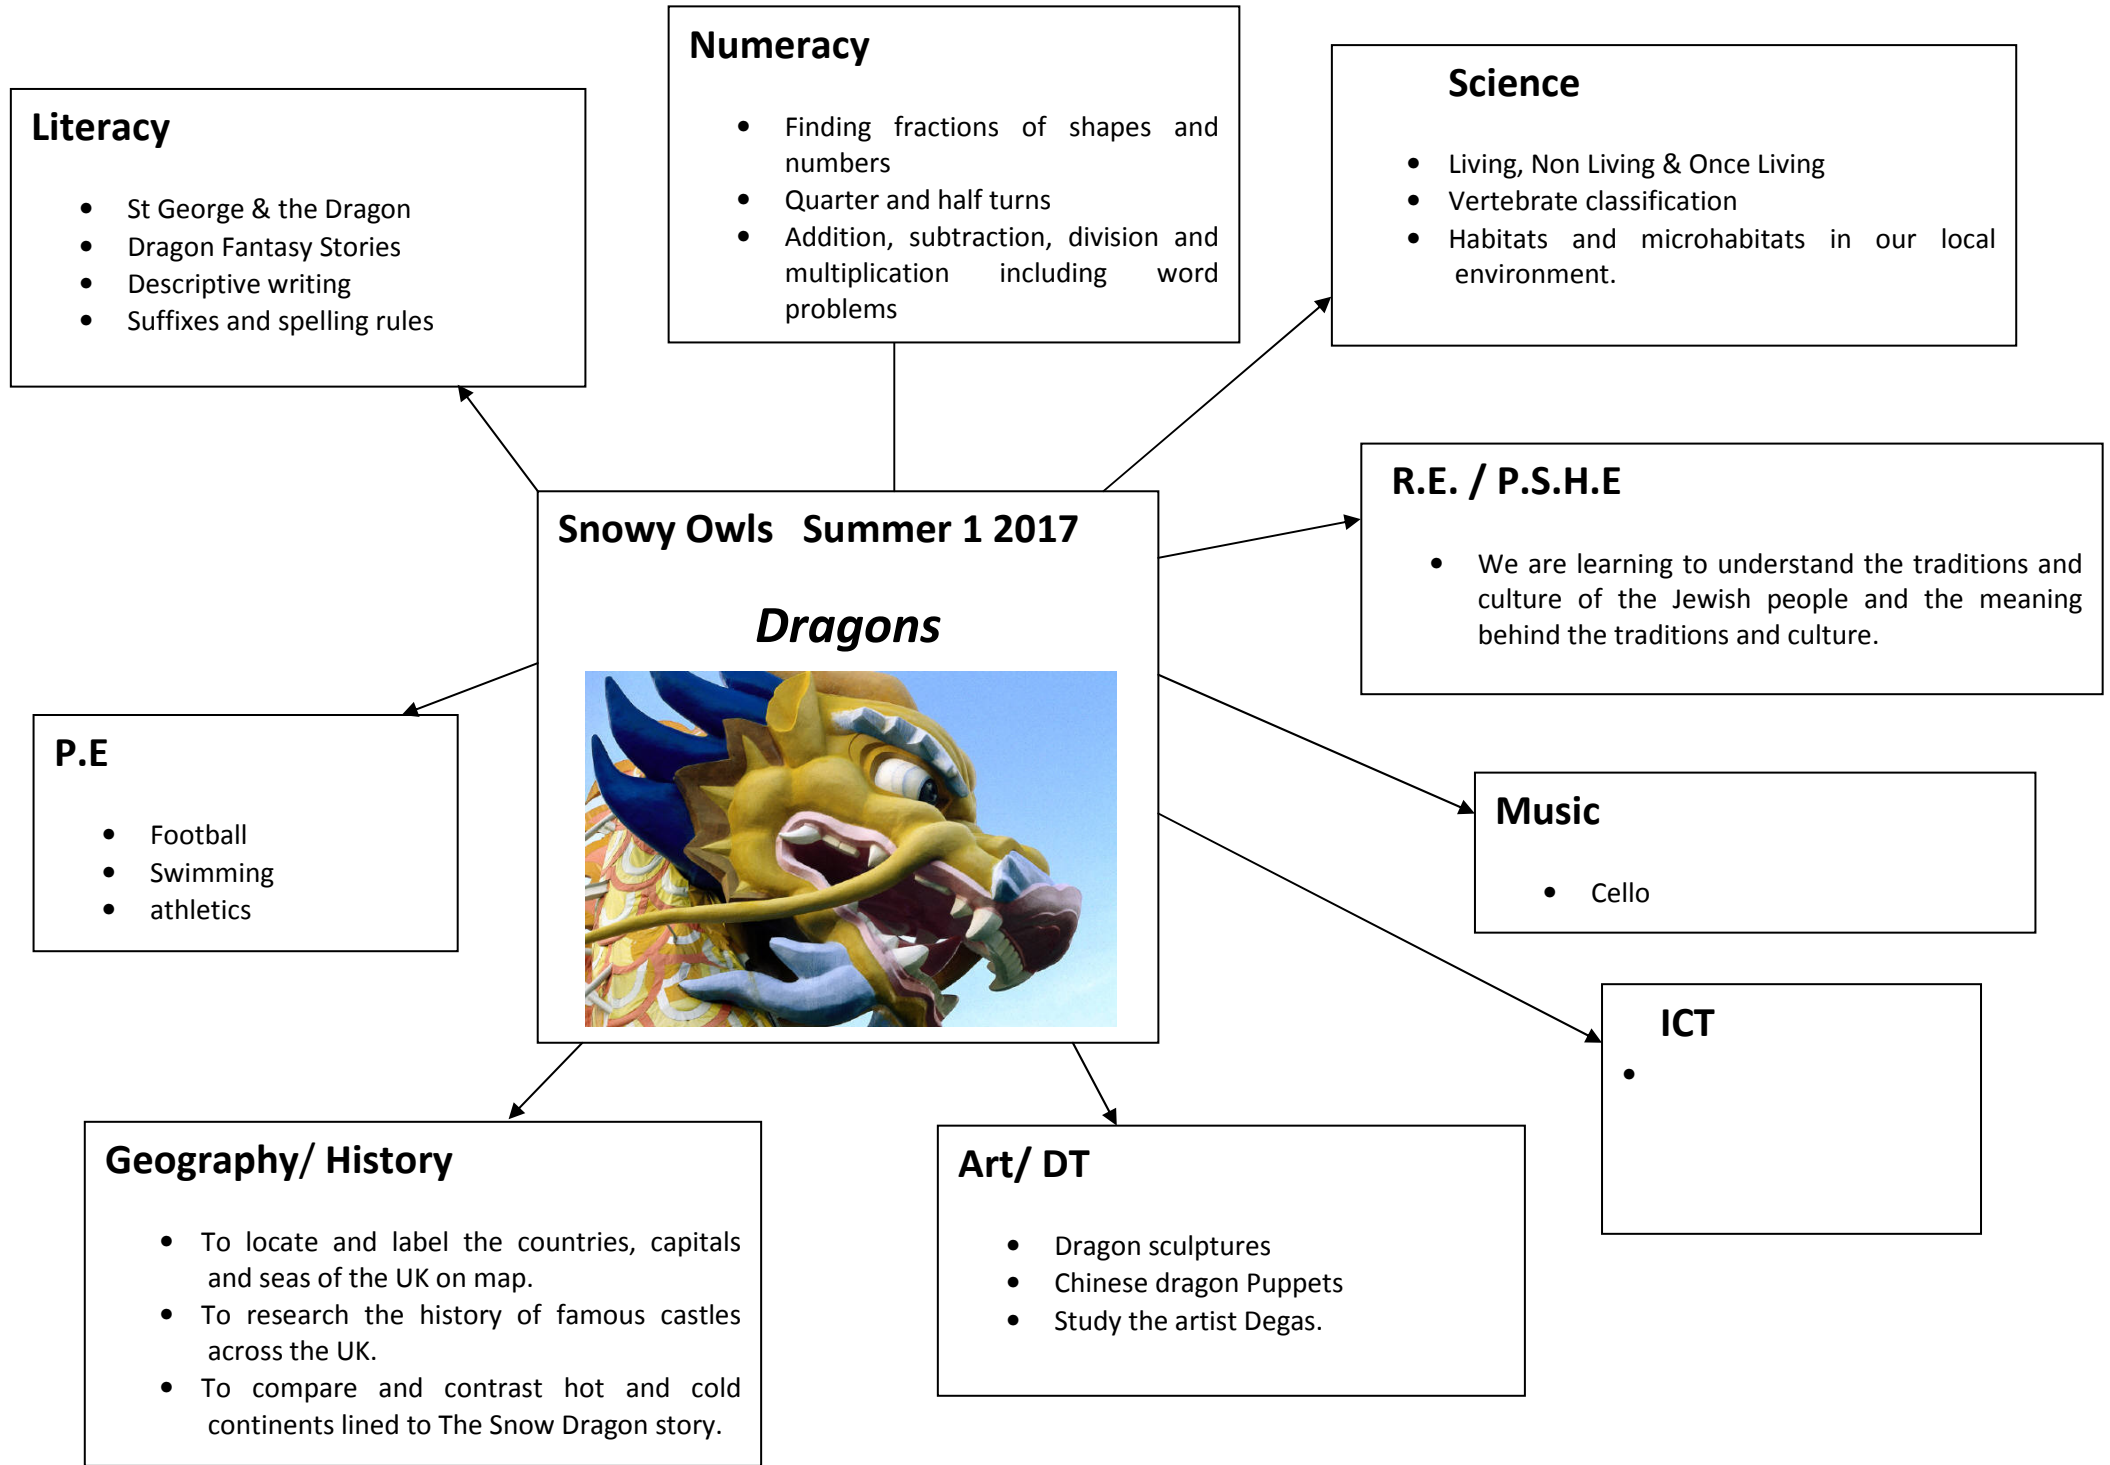 Numeracy
• Finding fractions of shapes and
numbers
• Quarter and half turns
• Addition, subtraction, division and
multiplication including word
problems
Science
• Living, Non Living & Once Living
• Vertebrate classification
• Habitats and microhabitats in our local
environment.
Literacy
• St George & the Dragon
• Dragon Fantasy Stories
• Descriptive writing
• Suffixes and spelling rules
R.E. / P.S.H.E
• We are learning to understand the traditions and
culture of the Jewish people and the meaning
behind the traditions and culture.
Snowy Owls Summer 1 2017
Dragons
P.E
• Football
• Swimming
• athletics
Music
• Cello
ICT
•
Geography/ History
• To locate and label the countries, capitals
and seas of the UK on map.
• To research the history of famous castles
across the UK.
• To compare and contrast hot and cold
continents lined to The Snow Dragon story.
Art/ DT
• Dragon sculptures
• Chinese dragon Puppets
• Study the artist Degas.